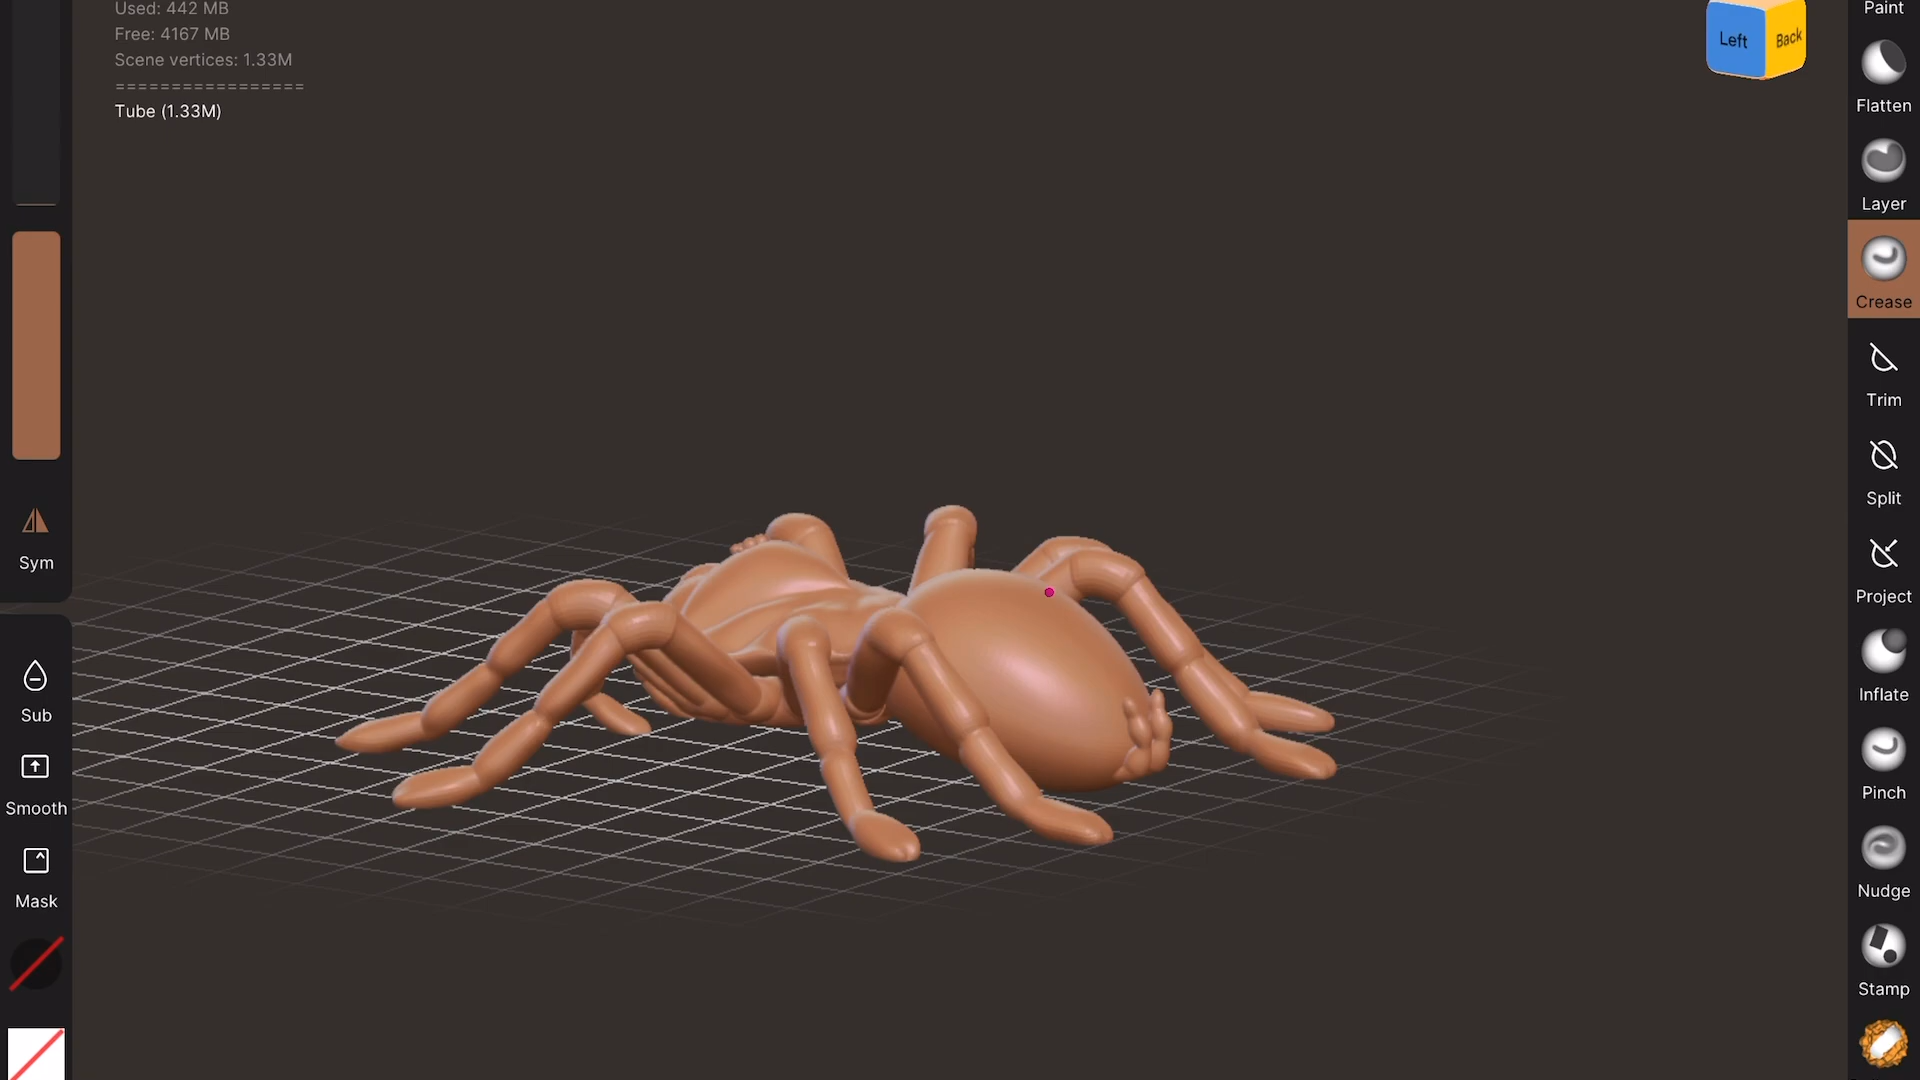 Used: 442 MB
Free: 4167 MB
Scene vertices: 1.33M
=================
Tube (1.33M)
Left
Back
Sym
Sub
Smooth
Mask
Paint
Flatten
Layer
Crease
Trim
Split
Project
Inflate
Pinch
Nudge
Stamp